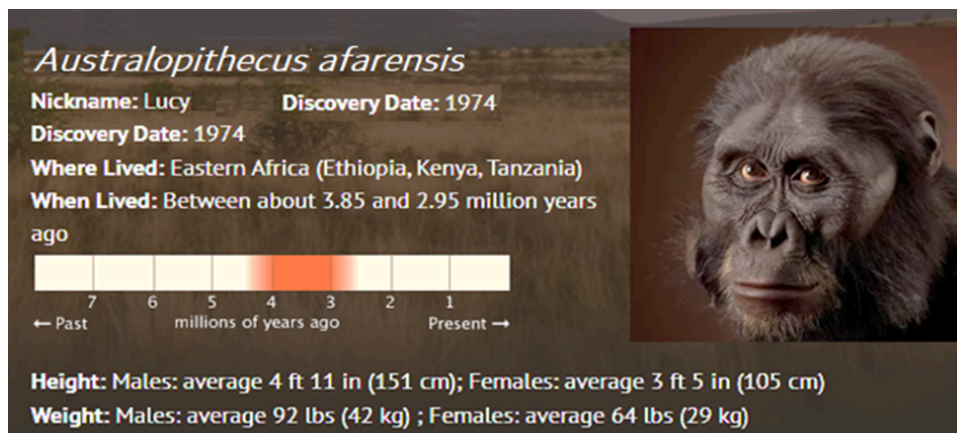 Australopithecus afarensis
Nickname: Lucy Discovery Date: 1974
Discovery Date: 1974
Where Lived: Eastern Africa (Ethiopia, Kenya, Tanzania)
When Lived: Between about 3.85 and 2.95 million years
ago
7 6 5 4 3 2 1
← Past millions of years ago Present →
Height: Males: average 4 ft 11 in (151 cm); Females: average 3 ft 5 in (105 cm)
Weight: Males: average 92 lbs (42 kg) ; Females: average 64 lbs (29 kg)